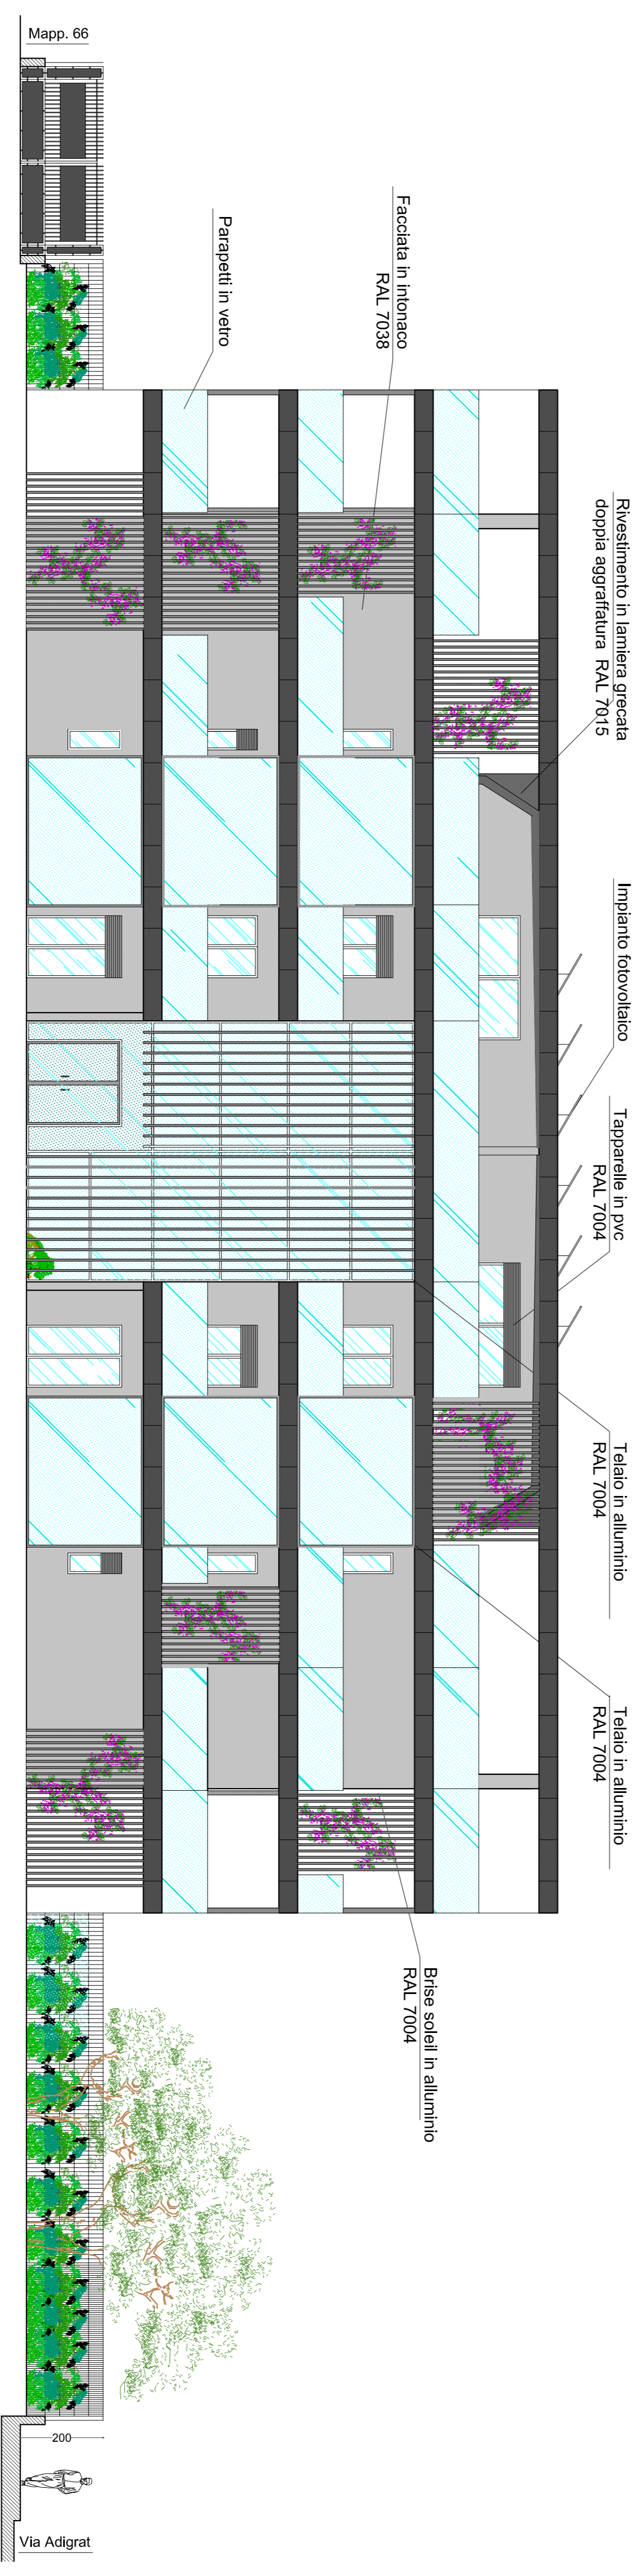 Mapp. 66
Parapetti in vetro
Facciata in intonaco
RAL 7038
Rivestimento in lamiera grecata
doppia aggraffatura RAL 7015
Impianto fotovoltaico
Tapparelle in pvc
RAL 7004
Telaio in alluminio
RAL 7004
Telaio in alluminio
RAL 7004
Brise soleil in alluminio
RAL 7004
200
Via Adigrat